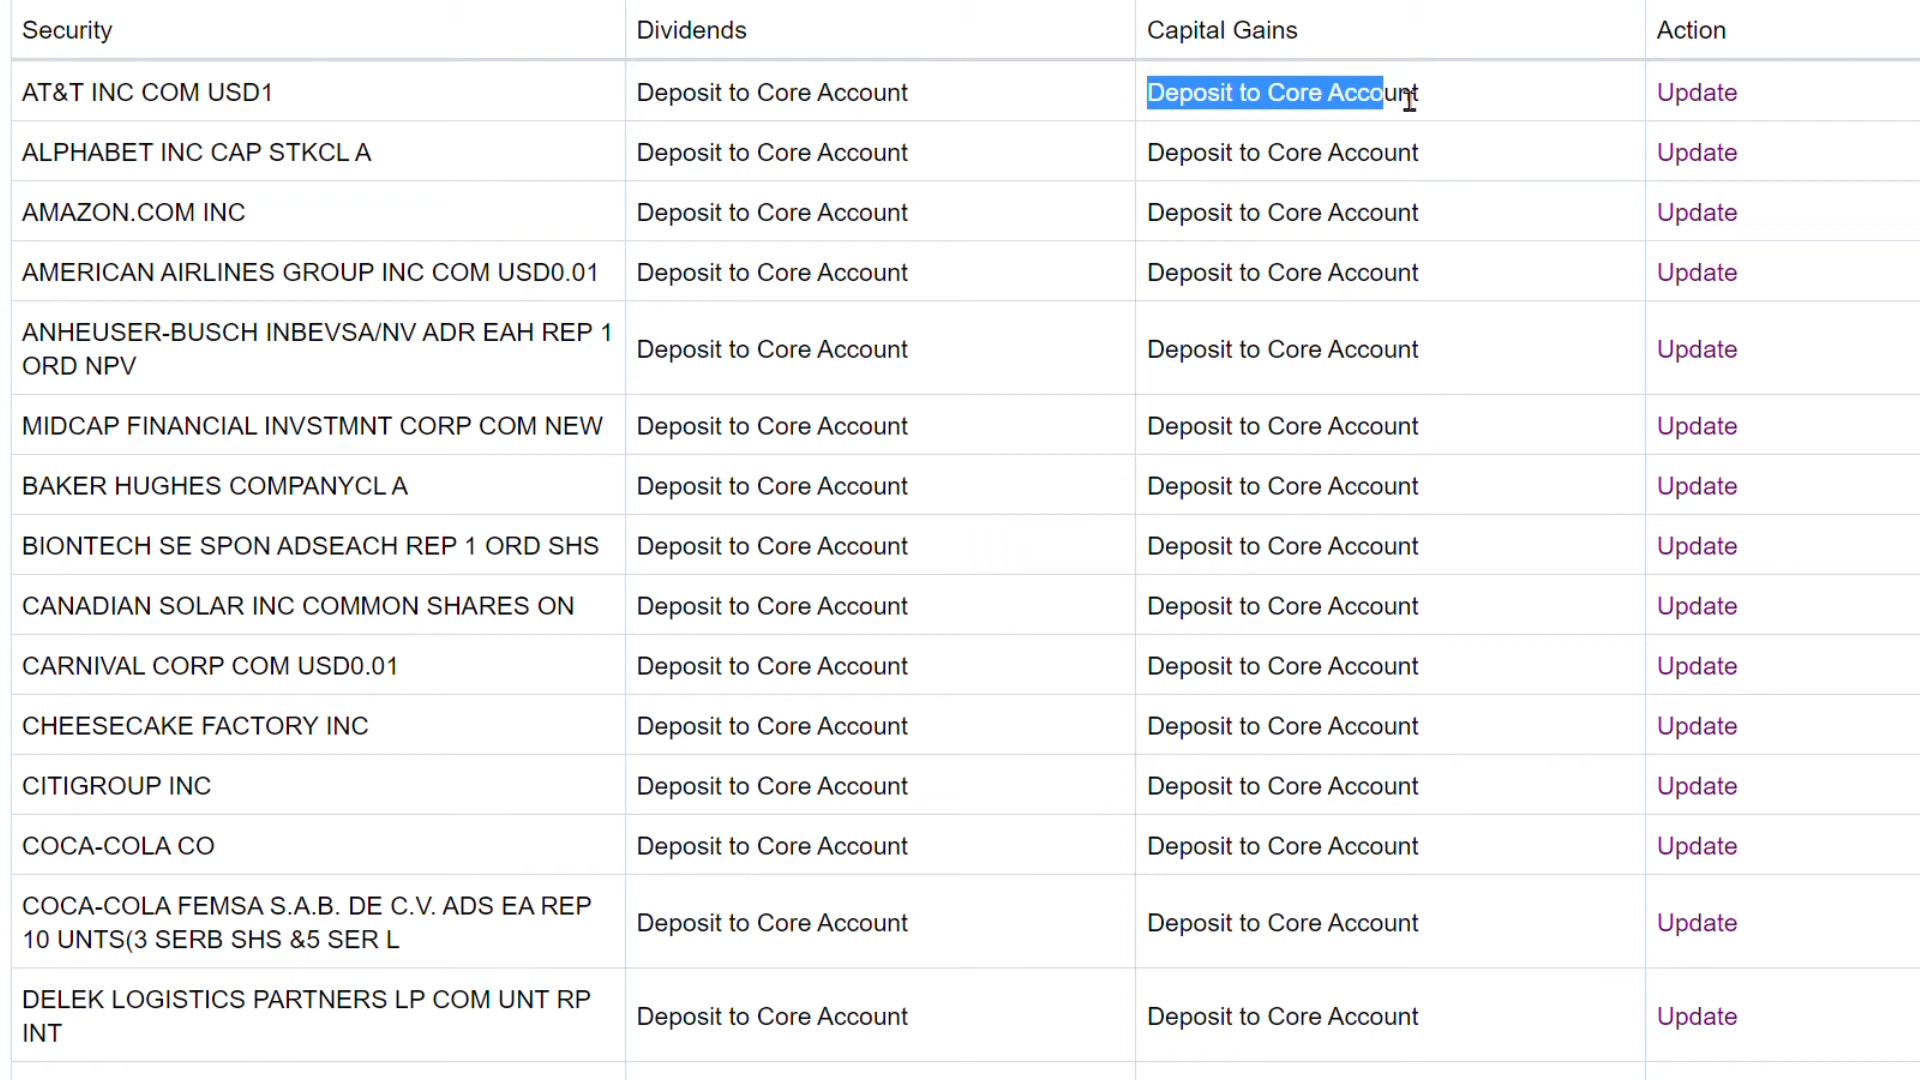 Security Dividends Capital Gains Action
AT&T INC COM USD1 Deposit to Core Account Deposit to Core Account Update
ALPHABET INC CAP STKCL A Deposit to Core Account Deposit to Core Account Update
AMAZON.COM INC Deposit to Core Account Deposit to Core Account Update
AMERICAN AIRLINES GROUP INC COM USD0.01 Deposit to Core Account Deposit to Core Account Update
ANHEUSER-BUSCH INBEVSA/NV ADR EAH REP 1
ORD NPV Deposit to Core Account Deposit to Core Account Update
MIDCAP FINANCIAL INVSTMNT CORP COM NEW Deposit to Core Account Deposit to Core Account Update
BAKER HUGHES COMPANYCL A Deposit to Core Account Deposit to Core Account Update
BIONTECH SE SPON ADSEACH REP 1 ORD SHS Deposit to Core Account Deposit to Core Account Update
CANADIAN SOLAR INC COMMON SHARES ON Deposit to Core Account Deposit to Core Account Update
CARNIVAL CORP COM USD0.01 Deposit to Core Account Deposit to Core Account Update
CHEESECAKE FACTORY INC Deposit to Core Account Deposit to Core Account Update
CITIGROUP INC Deposit to Core Account Deposit to Core Account Update
COCA-COLA CO Deposit to Core Account Deposit to Core Account Update
COCA-COLA FEMSA S.A.B. DE C.V. ADS EA REP
10 UNTS(3 SERB SHS &5 SER L Deposit to Core Account Deposit to Core Account Update
DELEK LOGISTICS PARTNERS LP COM UNT RP
INT Deposit to Core Account Deposit to Core Account Update